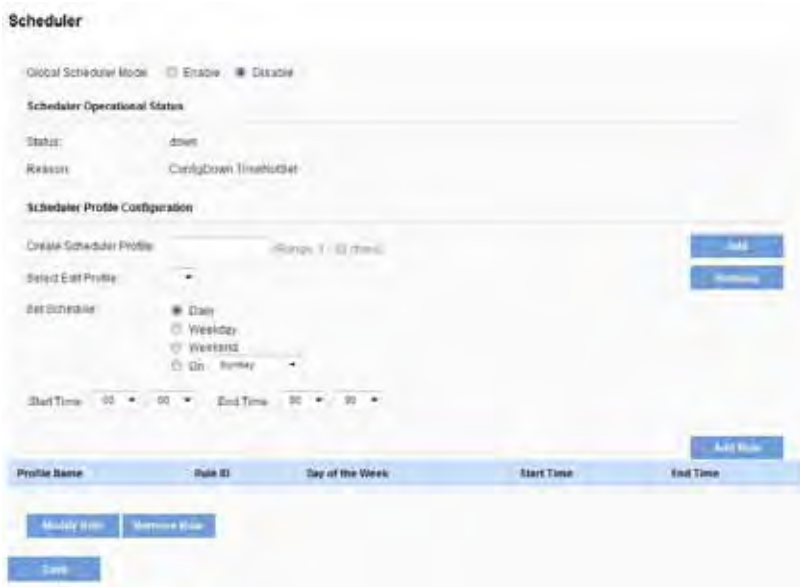 Scheduler
Global Scheduler Mode Enable Disable
Scheduler Operational Status
Status: down
Reason: ConfigDown TimeNotSet
Scheduler Profile Configuration
Create Scheduler Profile (Range: 1 - 32 chars) Add
Select Edit Profile Remove
Set Schedule Daily
Weekday
Weekend
On Sunday
Start Time 00 00 End Time 00 00
Add Rule
Profile Name Rule ID Day of the Week Start Time End Time
Modify Rule Remove Rule
Save